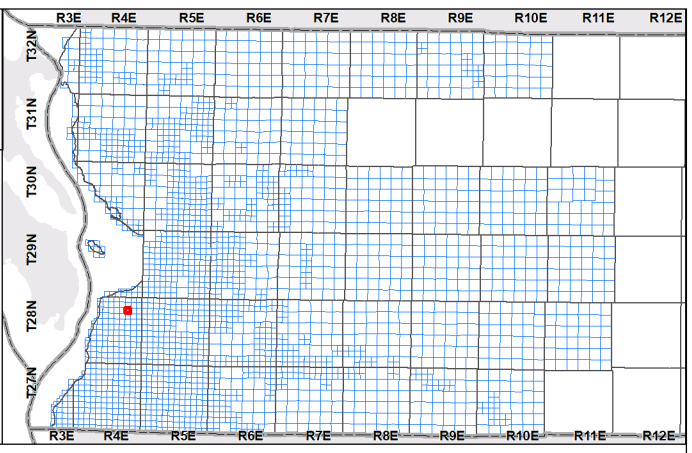 R3E R4E R5E R6E R7E R8E R9E R10E R11E R12E
T32N
T31N
T30N
T29N
T28N
T27N
R3E R4E R5E R6E R7E R8E R9E R10E R11E R12E